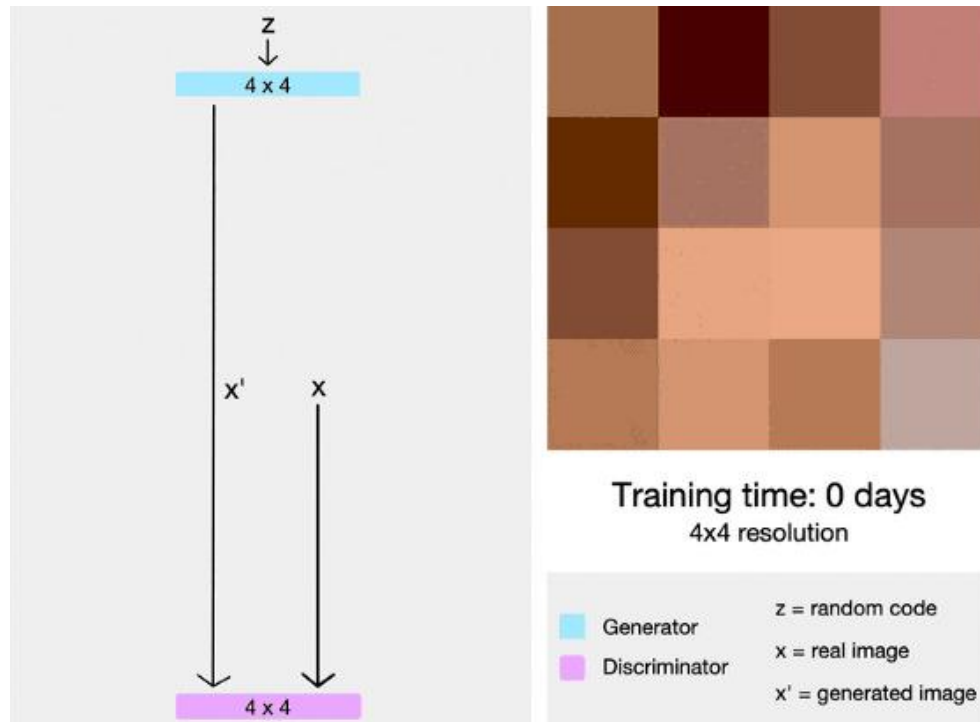 z
4 x 4
x'
x
4 x 4
Training time: 0 days
4x4 resolution
Generator
Discriminator
z = random code
x = real image
x' = generated image